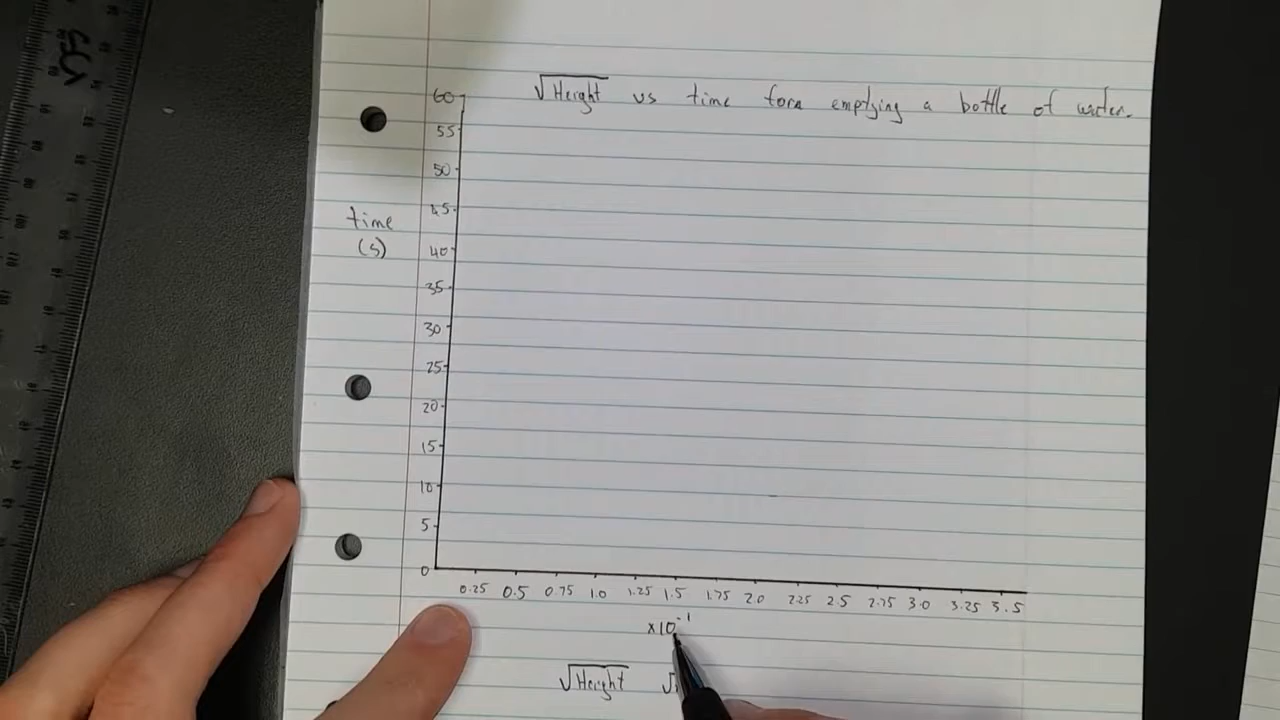 √Height vs time form emptying a bottle of water.
60
55
50
45
time
(s)
40
35
30
25
20
15
10
5
0
0.25 0.5 0.75 1.0 1.25 1.5 1.75 2.0 2.25 2.5 2.75 3.0 3.25 3.5
x10⁻¹
√Height